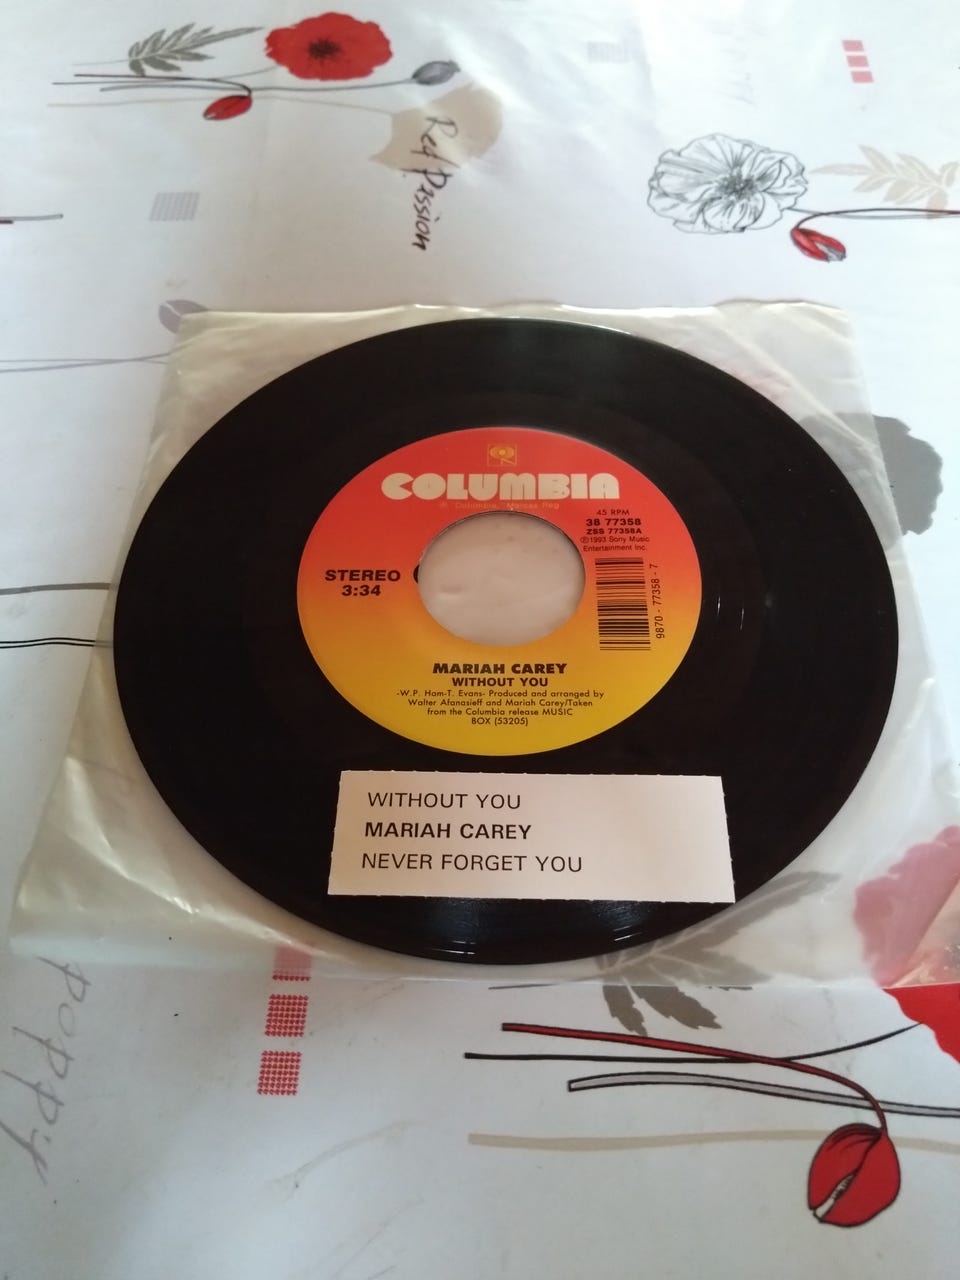 Red Passion
COLUMBIA
® Columbia, Marcas Reg
45 RPM
38 77358
ZSS 77358A
℗1993 Sony Music
Entertainment Inc.
STEREO
3:34
9870 - 77358 - 7
MARIAH CAREY
WITHOUT YOU
-W.P. Ham-T. Evans- Produced and arranged by
Walter Afanasieff and Mariah Carey/Taken
from the Columbia release MUSIC
BOX (53205)
WITHOUT YOU
MARIAH CAREY
NEVER FORGET YOU
poppy